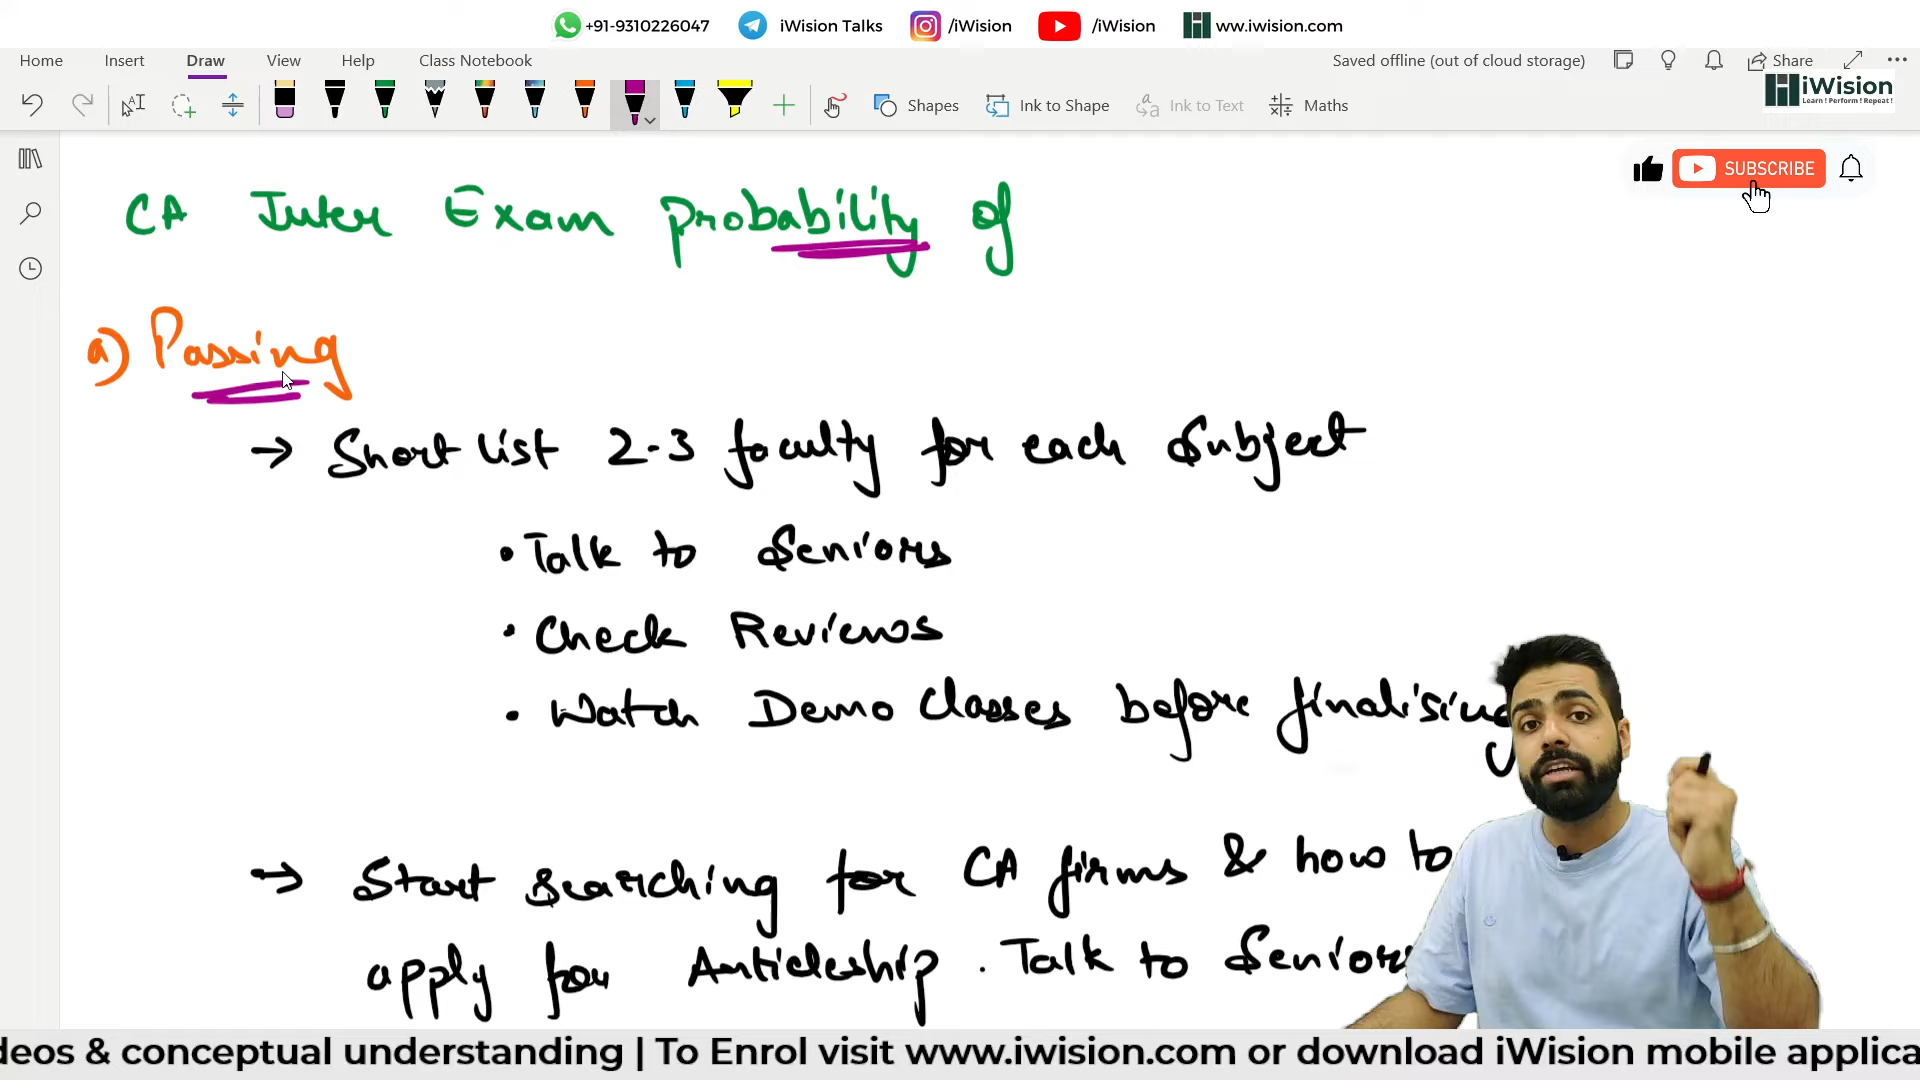 +91-9310226047 iWision Talks /iWision /iWision ww.iwision.com
Home Insert Draw View Help Class Notebook Saved offline (out of cloud storage) Share
Shapes Ink to Shape Ink to Text Maths
iWision
Learn ! Perform ! Repeat !
SUBSCRIBE
CA Inter Exam probability of
a) Passing
→ Short list 2-3 faculty for each Subject
• Talk to Seniors
• Check Reviews
• Watch Demo Classes before finalising
→ Start searching for CA firms & how to
apply for Articleship. Talk to Seniors
deos & conceptual understanding | To Enrol visit www.iwision.com or download iWision mobile applica